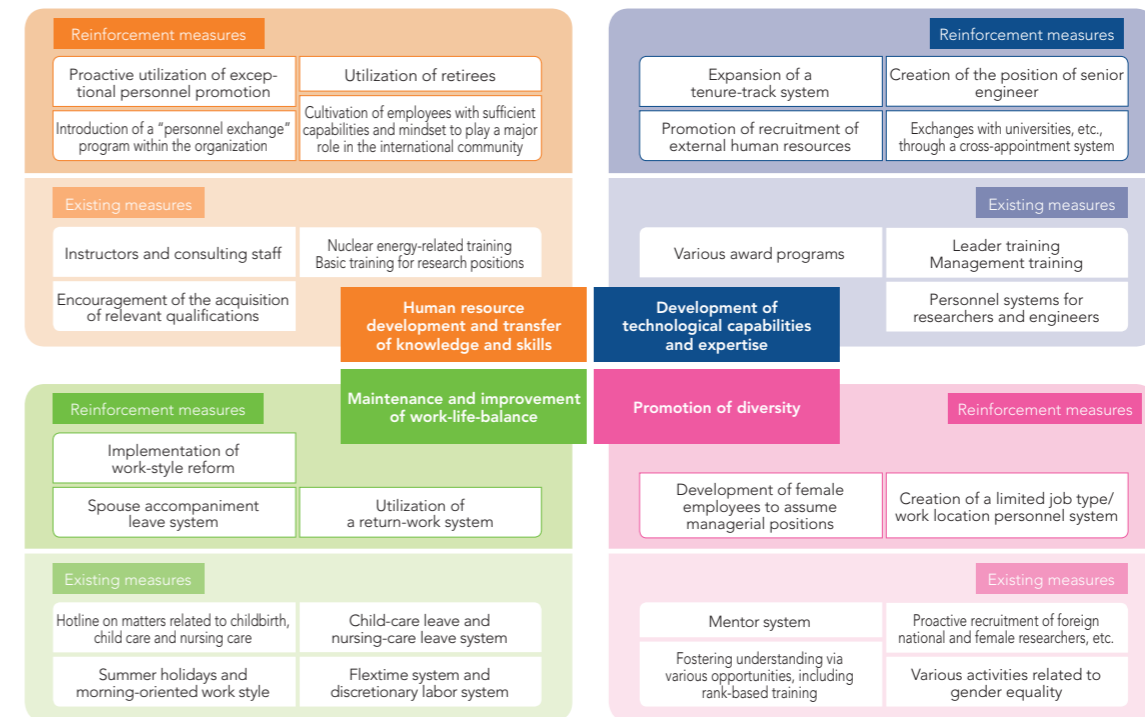 Reinforcement measures
Proactive utilization of excep-
tional personnel promotion
Utilization of retirees
Introduction of a “personnel exchange”
program within the organization
Cultivation of employees with sufficient
capabilities and mindset to play a major
role in the international community
Existing measures
Instructors and consulting staff
Nuclear energy-related training
Basic training for research positions
Encouragement of the acquisition
of relevant qualifications
Human resource
development and transfer
of knowledge and skills
Reinforcement measures
Expansion of a
tenure-track system
Creation of the position of senior
engineer
Promotion of recruitment of
external human resources
Exchanges with universities, etc.,
through a cross-appointment system
Existing measures
Various award programs
Leader training
Management training
Personnel systems for
researchers and engineers
Development of
technological capabilities
and expertise
Maintenance and improvement
of work-life-balance
Reinforcement measures
Implementation of
work-style reform
Spouse accompaniment
leave system
Utilization of
a return-work system
Existing measures
Hotline on matters related to childbirth,
child care and nursing care
Child-care leave and
nursing-care leave system
Summer holidays and
morning-oriented work style
Flextime system and
discretionary labor system
Promotion of diversity
Reinforcement measures
Development of female
employees to assume
managerial positions
Creation of a limited job type/
work location personnel system
Existing measures
Mentor system
Proactive recruitment of foreign
national and female researchers, etc.
Fostering understanding via
various opportunities, including
rank-based training
Various activities related to
gender equality